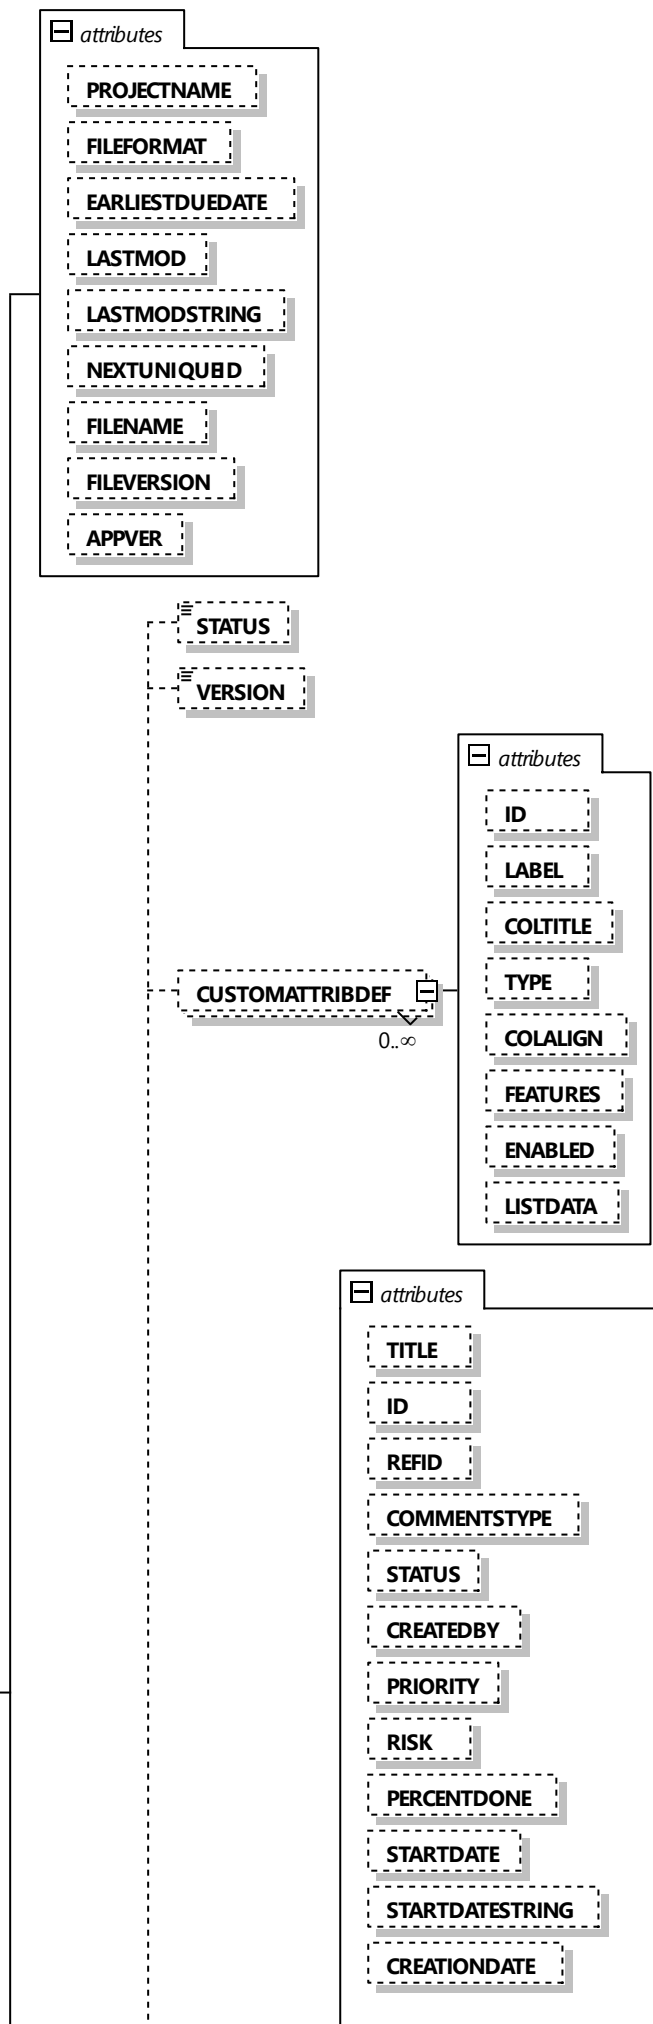 attributes
PROJECTNAME
FILEFORMAT
EARLIESTDUEDATE
LASTMOD
LASTMODSTRING
NEXTUNIQUEID
FILENAME
FILEVERSION
APPVER
STATUS
VERSION
attributes
ID
LABEL
COLTITLE
TYPE
CUSTOMATTRIBDEF
0..∞
COLALIGN
FEATURES
ENABLED
LISTDATA
attributes
TITLE
ID
REFID
COMMENTSTYPE
STATUS
CREATEDBY
PRIORITY
RISK
PERCENTDONE
STARTDATE
STARTDATESTRING
CREATIONDATE